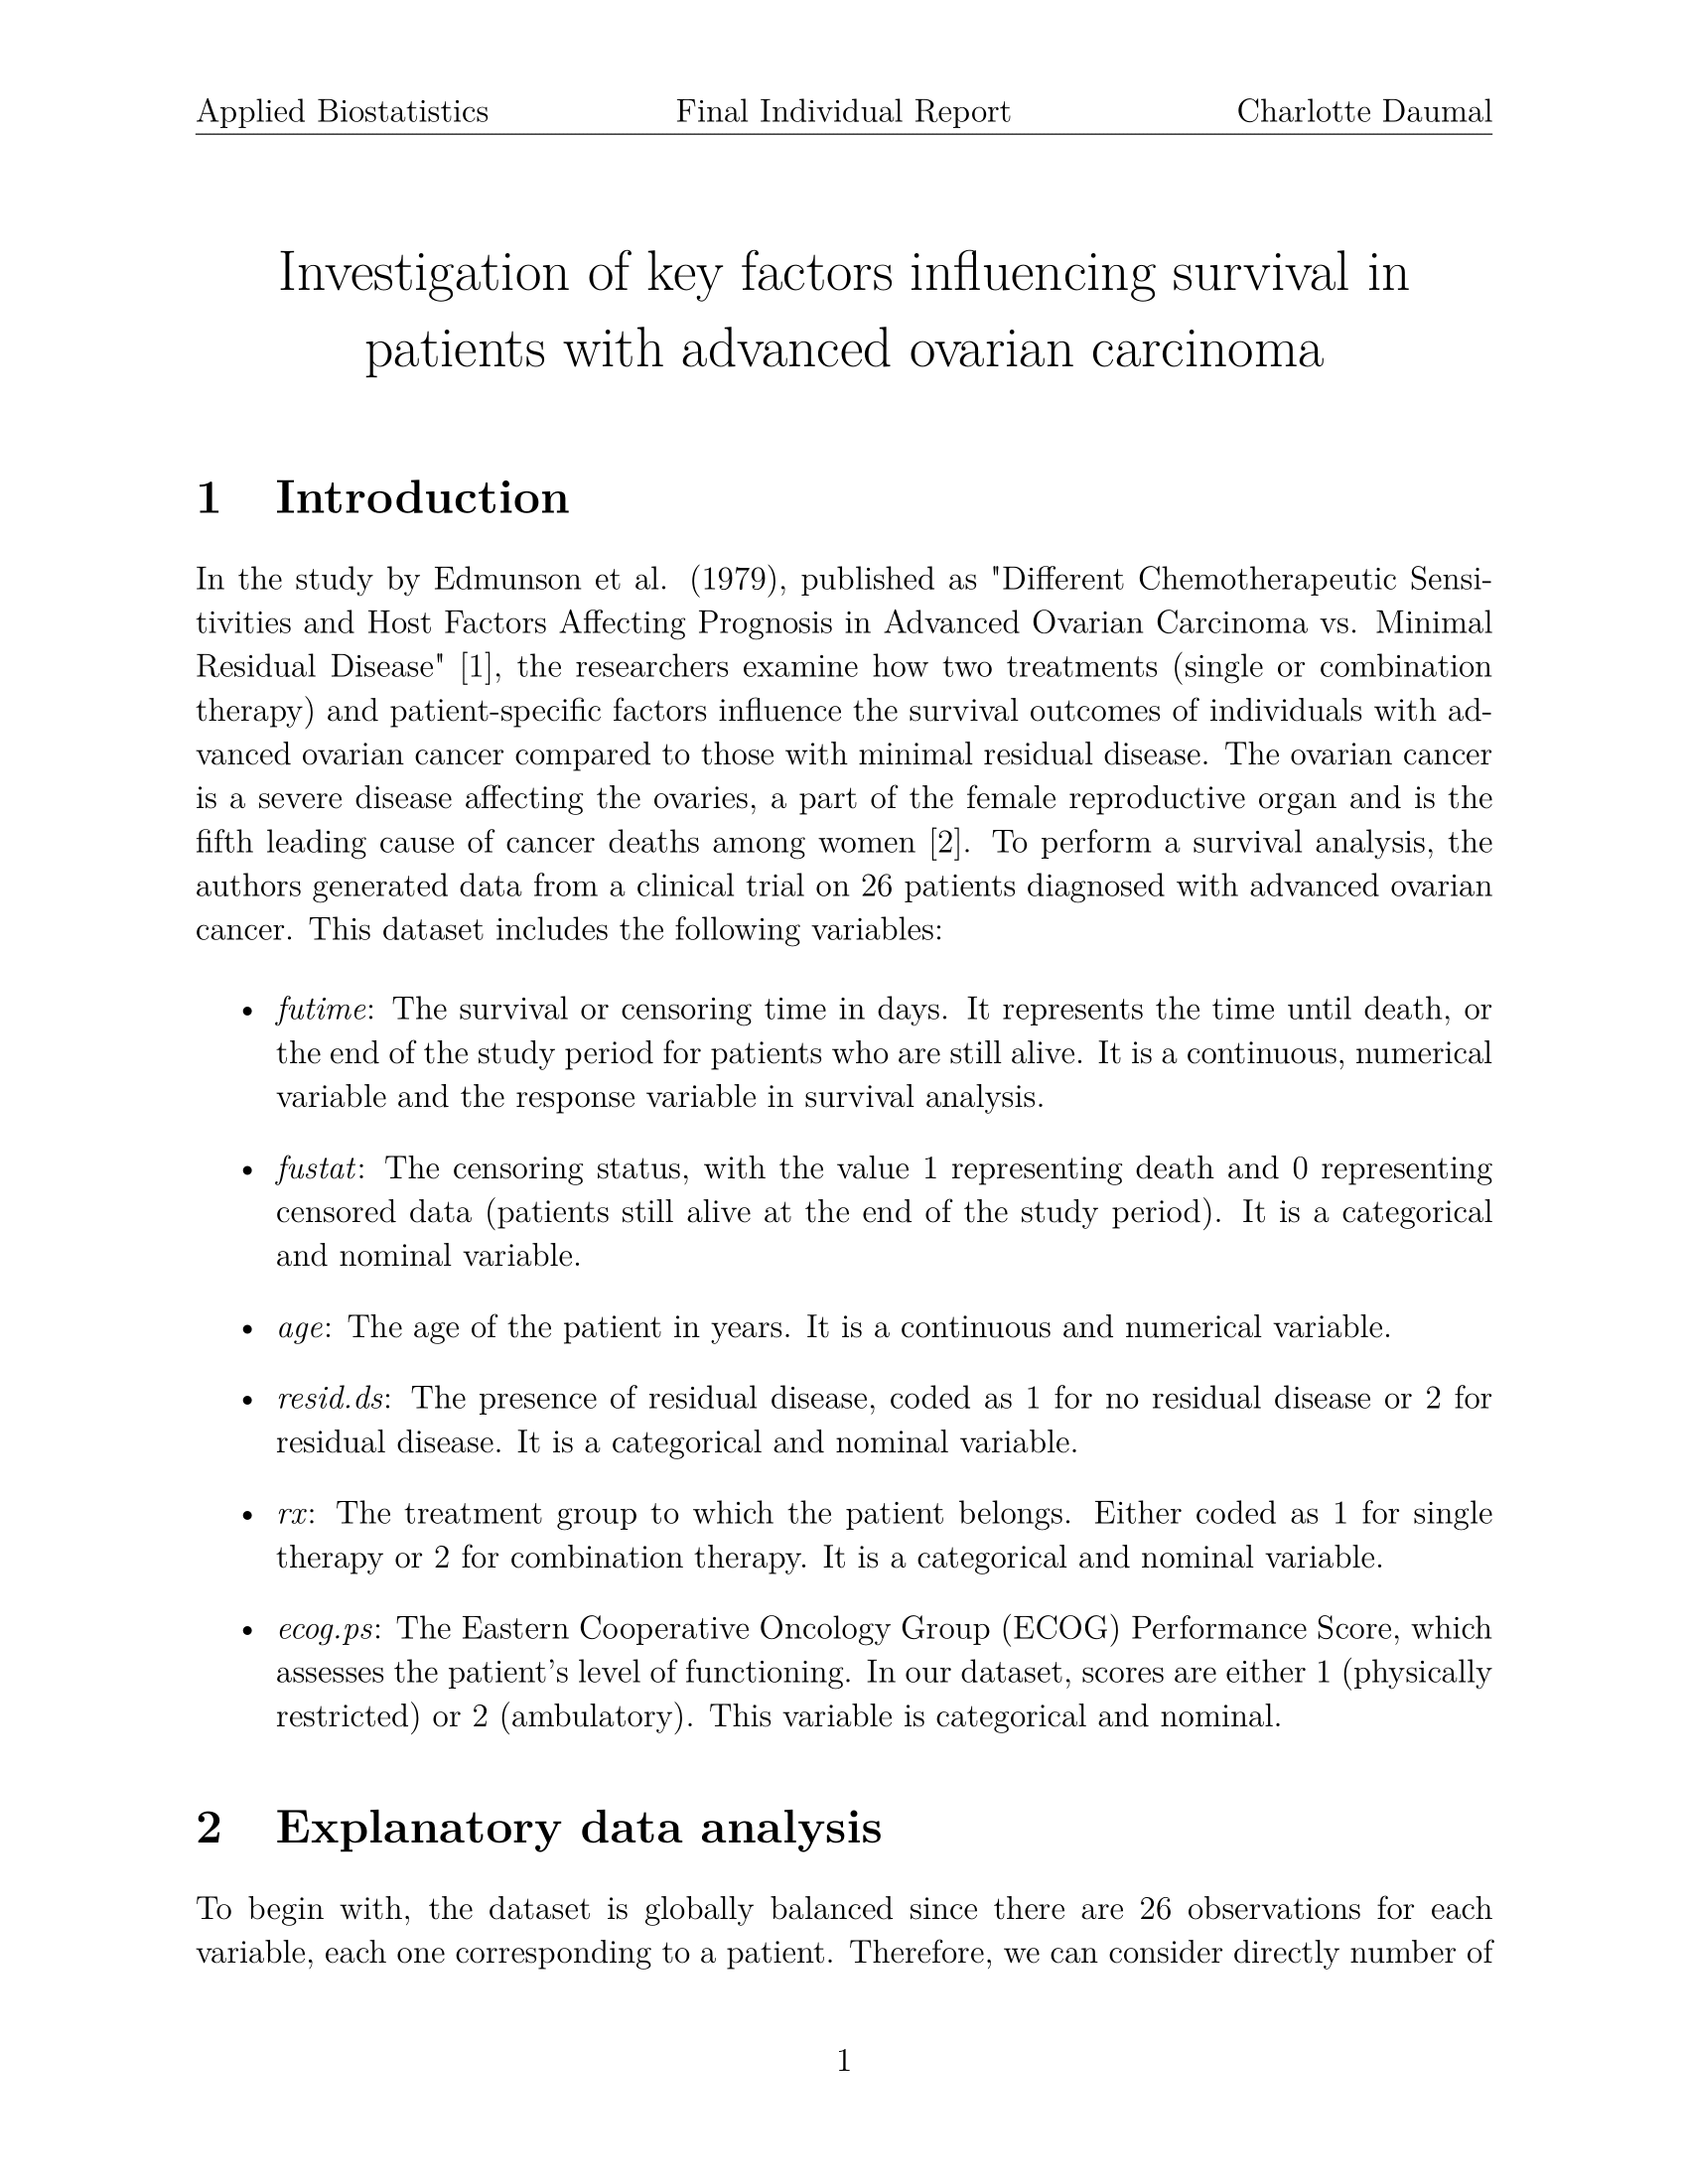 Applied Biostatistics Final Individual Report Charlotte Daumal
Investigation of key factors influencing survival in
patients with advanced ovarian carcinoma
1 Introduction
In the study by Edmunson et al. (1979), published as "Different Chemotherapeutic Sensi-
tivities and Host Factors Affecting Prognosis in Advanced Ovarian Carcinoma vs. Minimal
Residual Disease" [1], the researchers examine how two treatments (single or combination
therapy) and patient-specific factors influence the survival outcomes of individuals with ad-
vanced ovarian cancer compared to those with minimal residual disease. The ovarian cancer
is a severe disease affecting the ovaries, a part of the female reproductive organ and is the
fifth leading cause of cancer deaths among women [2]. To perform a survival analysis, the
authors generated data from a clinical trial on 26 patients diagnosed with advanced ovarian
cancer. This dataset includes the following variables:
• futime: The survival or censoring time in days. It represents the time until death, or
the end of the study period for patients who are still alive. It is a continuous, numerical
variable and the response variable in survival analysis.
• fustat: The censoring status, with the value 1 representing death and 0 representing
censored data (patients still alive at the end of the study period). It is a categorical
and nominal variable.
• age: The age of the patient in years. It is a continuous and numerical variable.
• resid.ds: The presence of residual disease, coded as 1 for no residual disease or 2 for
residual disease. It is a categorical and nominal variable.
• rx: The treatment group to which the patient belongs. Either coded as 1 for single
therapy or 2 for combination therapy. It is a categorical and nominal variable.
• ecog.ps: The Eastern Cooperative Oncology Group (ECOG) Performance Score, which
assesses the patient's level of functioning. In our dataset, scores are either 1 (physically
restricted) or 2 (ambulatory). This variable is categorical and nominal.
2 Explanatory data analysis
To begin with, the dataset is globally balanced since there are 26 observations for each
variable, each one corresponding to a patient. Therefore, we can consider directly number of
1